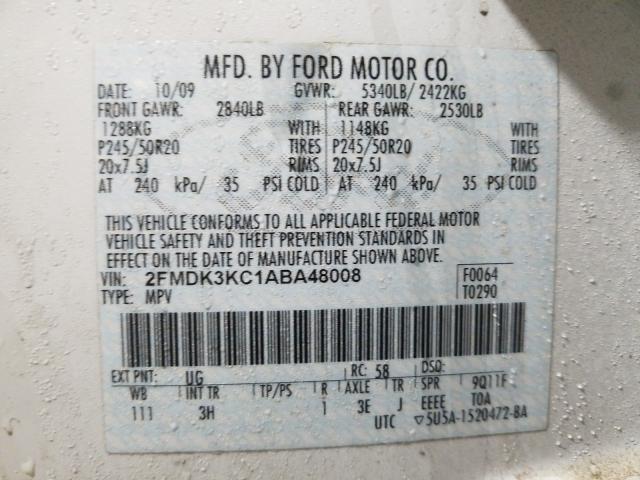 MFD. BY FORD MOTOR CO.
DATE: 10/09 GVWR: 5340LB/ 2422KG
FRONT GAWR: 2840LB REAR GAWR: 2530LB
1288KG WITH 1148KG WITH
P245/50R20 TIRES P245/50R20 TIRES
20x7.5J RIMS 20x7.5J RIMS
AT 240 kPa/ 35 PSI COLD AT 240 kPa/ 35 PSI COLD
THIS VEHICLE CONFORMS TO ALL APPLICABLE FEDERAL MOTOR
VEHICLE SAFETY AND THEFT PREVENTION STANDARDS IN
EFFECT ON THE DATE OF MANUFACTURE SHOWN ABOVE.
VIN: 2FMDK3KC1ABA48008 F0064
TYPE: MPV T0290
EXT PNT: UG RC: 58 DSO:
WB INT TR TP/PS R AXLE TR SPR 9Q11F
111 3H 1 3E J EEEE TOA
UTC ▽5U5A-1520472-BA